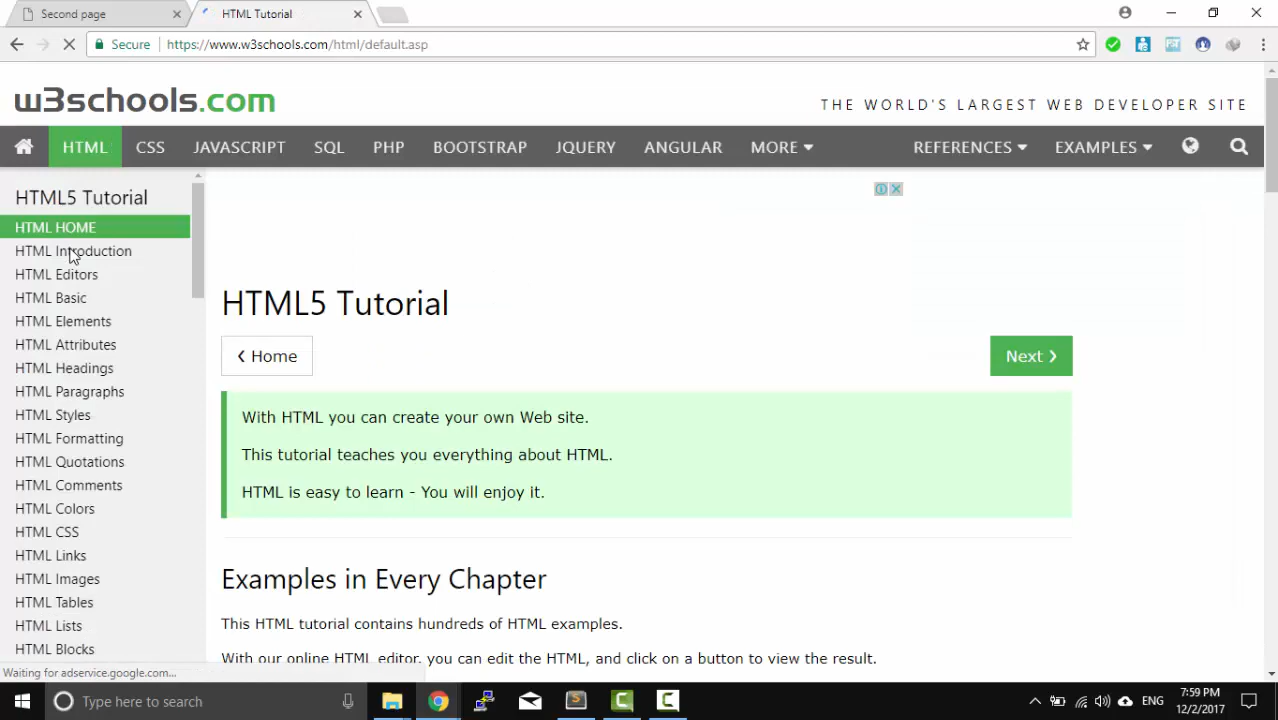 Second page
HTML Tutorial
Secure
https://www.w3schools.com/html/default.asp
w3schools.com
THE WORLD'S LARGEST WEB DEVELOPER SITE
HTML CSS JAVASCRIPT SQL PHP BOOTSTRAP JQUERY ANGULAR MORE REFERENCES EXAMPLES
HTML5 Tutorial
HTML HOME
HTML Introduction
HTML Editors
HTML Basic
HTML Elements
HTML Attributes
HTML Headings
HTML Paragraphs
HTML Styles
HTML Formatting
HTML Quotations
HTML Comments
HTML Colors
HTML CSS
HTML Links
HTML Images
HTML Tables
HTML Lists
HTML Blocks
HTML5 Tutorial
❮ Home
Next ❯
With HTML you can create your own Web site.
This tutorial teaches you everything about HTML.
HTML is easy to learn - You will enjoy it.
Examples in Every Chapter
This HTML tutorial contains hundreds of HTML examples.
With our online HTML editor, you can edit the HTML, and click on a button to view the result.
Waiting for adservice.google.com...
Type here to search
ENG
7:59 PM
12/2/2017